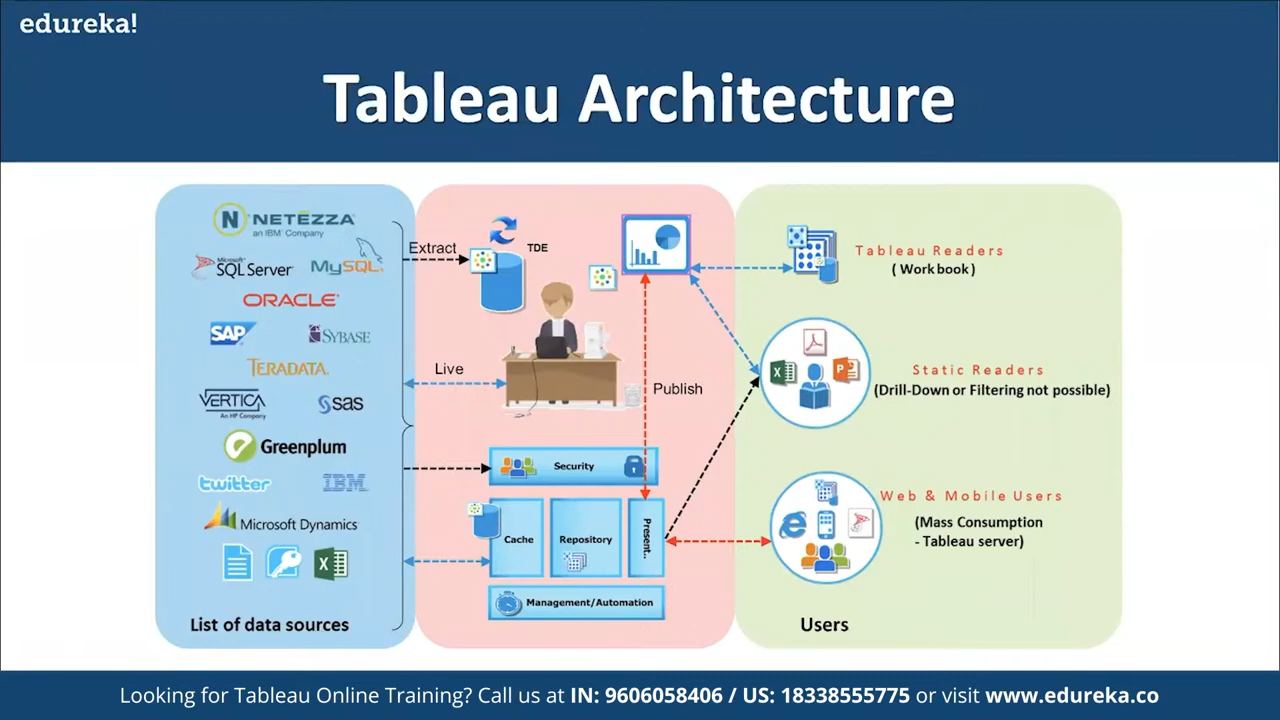 edureka!
Tableau Architecture
N NETEZZA
an IBM Company
Microsoft
SQL Server
MySQL
ORACLE
SAP
SYBASE
TERADATA
VERTICA
An HP Company
sas
Greenplum
twitter
IBM
Microsoft Dynamics
List of data sources
Extract
TDE
Live
Publish
Security
Cache
Repository
Present...
Management/Automation
Tableau Readers
( Workbook )
Static Readers
(Drill-Down or Filtering not possible)
Web & Mobile Users
(Mass Consumption
- Tableau server)
Users
Looking for Tableau Online Training? Call us at IN: 9606058406 / US: 18338555775 or visit www.edureka.co